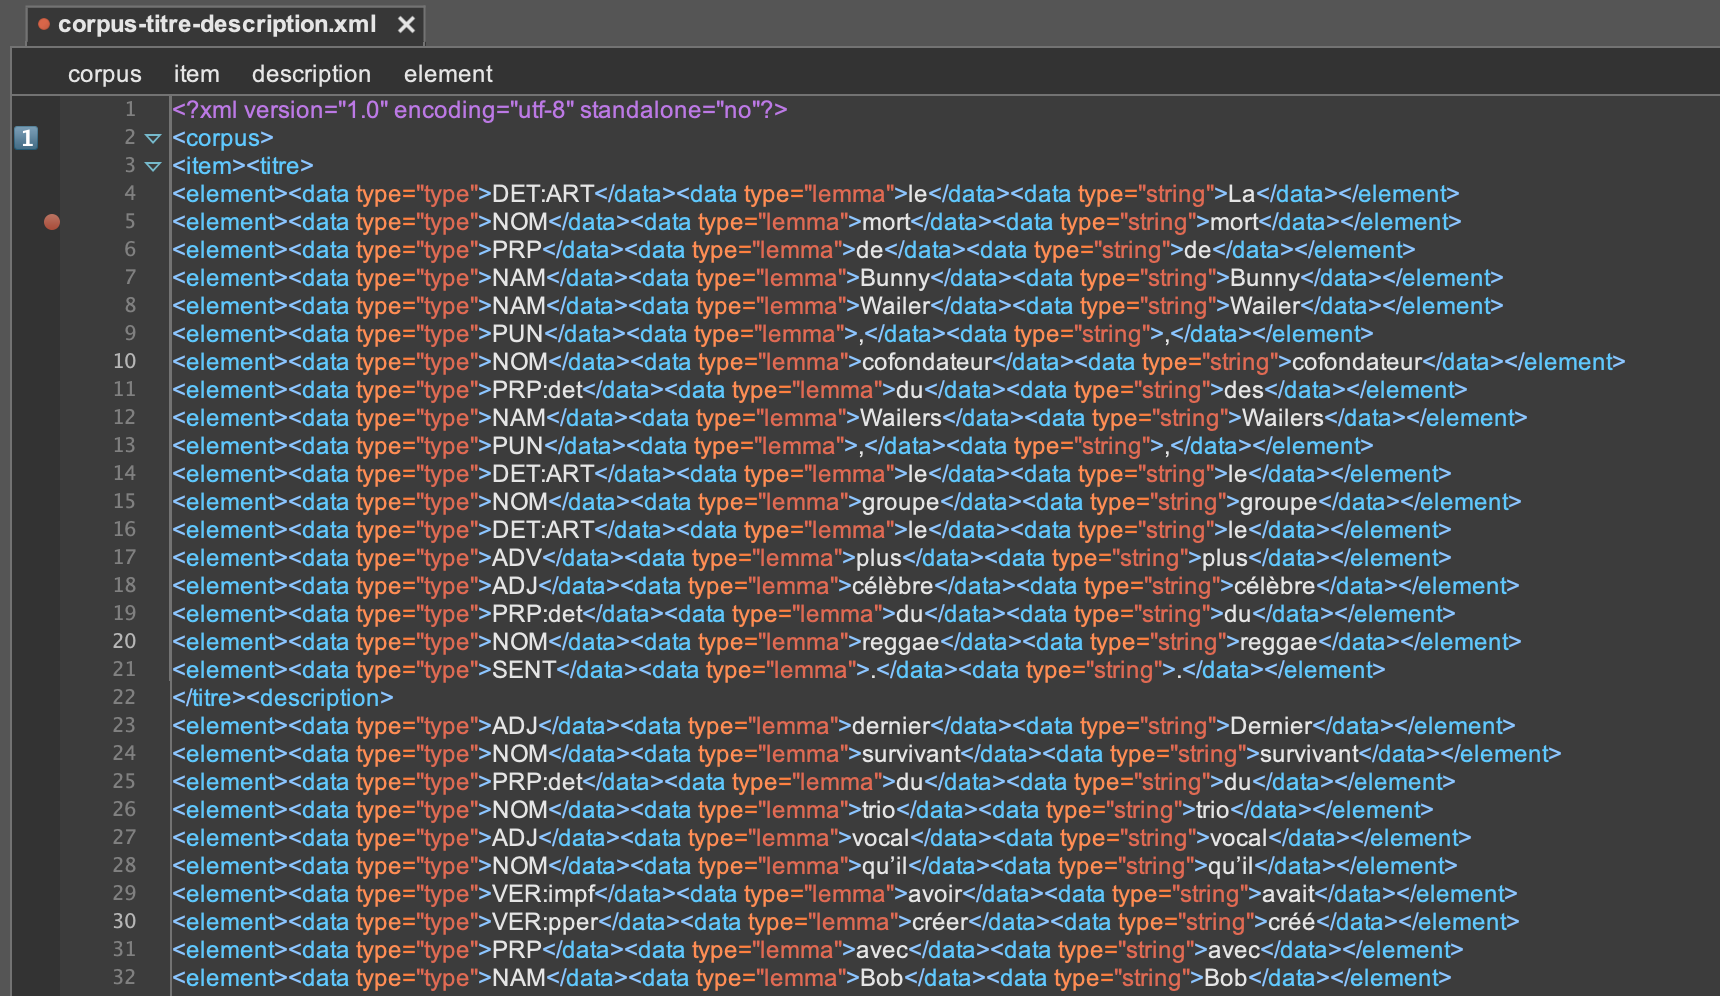 corpus-titre-description.xml ✕
corpus item description element
1 <?xml version="1.0" encoding="utf-8" standalone="no"?>
1 2 <corpus>
3 <item><titre>
4 <element><data type="type">DET:ART</data><data type="lemma">le</data><data type="string">La</data></element>
5 <element><data type="type">NOM</data><data type="lemma">mort</data><data type="string">mort</data></element>
6 <element><data type="type">PRP</data><data type="lemma">de</data><data type="string">de</data></element>
7 <element><data type="type">NAM</data><data type="lemma">Bunny</data><data type="string">Bunny</data></element>
8 <element><data type="type">NAM</data><data type="lemma">Wailer</data><data type="string">Wailer</data></element>
9 <element><data type="type">PUN</data><data type="lemma">,</data><data type="string">,</data></element>
10 <element><data type="type">NOM</data><data type="lemma">cofondateur</data><data type="string">cofondateur</data></element>
11 <element><data type="type">PRP:det</data><data type="lemma">du</data><data type="string">des</data></element>
12 <element><data type="type">NAM</data><data type="lemma">Wailers</data><data type="string">Wailers</data></element>
13 <element><data type="type">PUN</data><data type="lemma">,</data><data type="string">,</data></element>
14 <element><data type="type">DET:ART</data><data type="lemma">le</data><data type="string">le</data></element>
15 <element><data type="type">NOM</data><data type="lemma">groupe</data><data type="string">groupe</data></element>
16 <element><data type="type">DET:ART</data><data type="lemma">le</data><data type="string">le</data></element>
17 <element><data type="type">ADV</data><data type="lemma">plus</data><data type="string">plus</data></element>
18 <element><data type="type">ADJ</data><data type="lemma">célèbre</data><data type="string">célèbre</data></element>
19 <element><data type="type">PRP:det</data><data type="lemma">du</data><data type="string">du</data></element>
20 <element><data type="type">NOM</data><data type="lemma">reggae</data><data type="string">reggae</data></element>
21 <element><data type="type">SENT</data><data type="lemma">.</data><data type="string">.</data></element>
22 </titre><description>
23 <element><data type="type">ADJ</data><data type="lemma">dernier</data><data type="string">Dernier</data></element>
24 <element><data type="type">NOM</data><data type="lemma">survivant</data><data type="string">survivant</data></element>
25 <element><data type="type">PRP:det</data><data type="lemma">du</data><data type="string">du</data></element>
26 <element><data type="type">NOM</data><data type="lemma">trio</data><data type="string">trio</data></element>
27 <element><data type="type">ADJ</data><data type="lemma">vocal</data><data type="string">vocal</data></element>
28 <element><data type="type">NOM</data><data type="lemma">qu’il</data><data type="string">qu’il</data></element>
29 <element><data type="type">VER:impf</data><data type="lemma">avoir</data><data type="string">avait</data></element>
30 <element><data type="type">VER:pper</data><data type="lemma">créer</data><data type="string">créé</data></element>
31 <element><data type="type">PRP</data><data type="lemma">avec</data><data type="string">avec</data></element>
32 <element><data type="type">NAM</data><data type="lemma">Bob</data><data type="string">Bob</data></element>